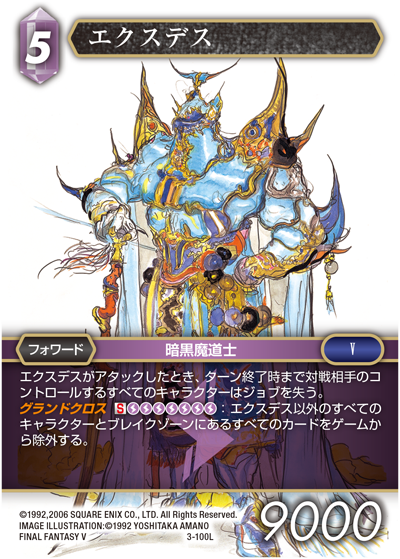 5
エクスデス
フォワード
暗黒魔道士
V
エクスデスがアタックしたとき、ターン終了時まで対戦相手のコ
ントロールするすべてのキャラクターはジョブを失う。
グランドクロス S:エクスデス以外のすべての
キャラクターとブレイクゾーンにあるすべてのカードをゲームか
ら除外する。
©1992,2006 SQUARE ENIX CO., LTD. All Rights Reserved.
IMAGE ILLUSTRATION:©1992 YOSHITAKA AMANO
FINAL FANTASY V 3-100L
9000